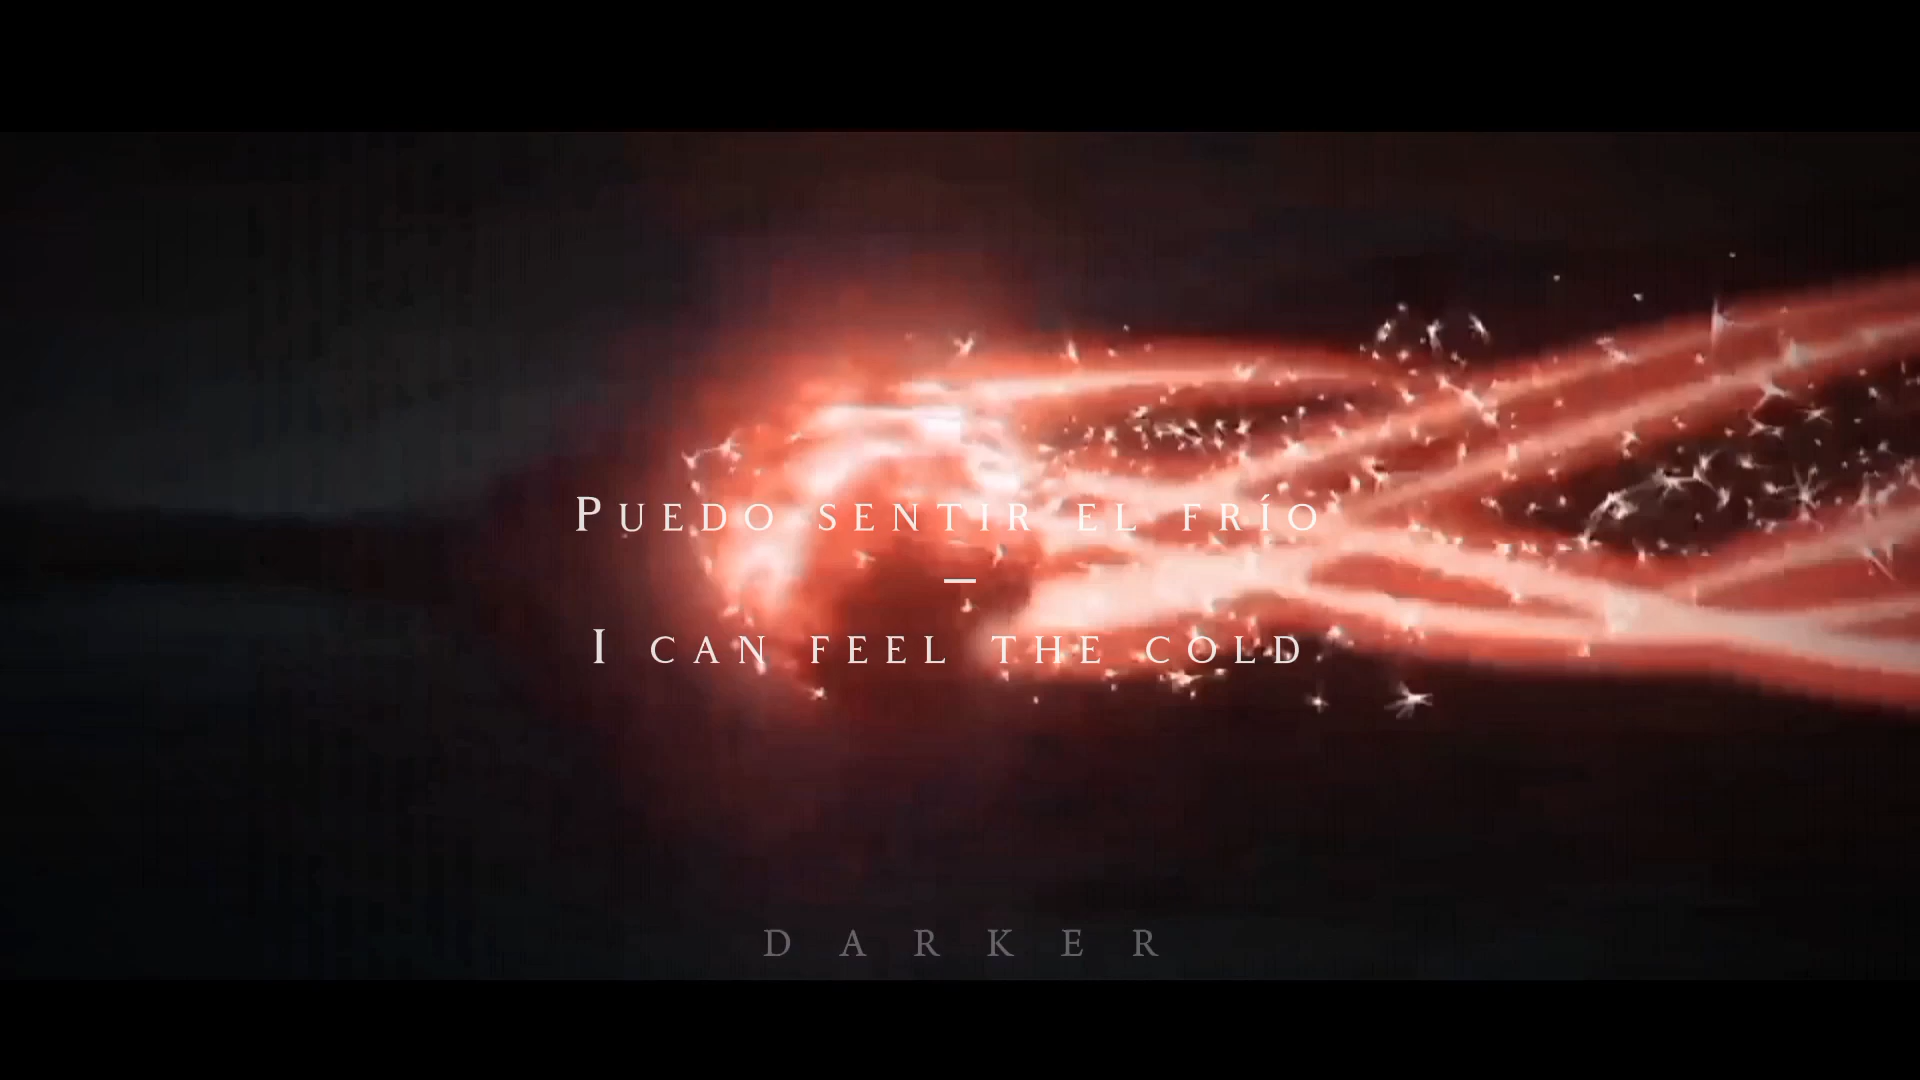 Puedo sentir el frío
–
I can feel the cold
DARKER